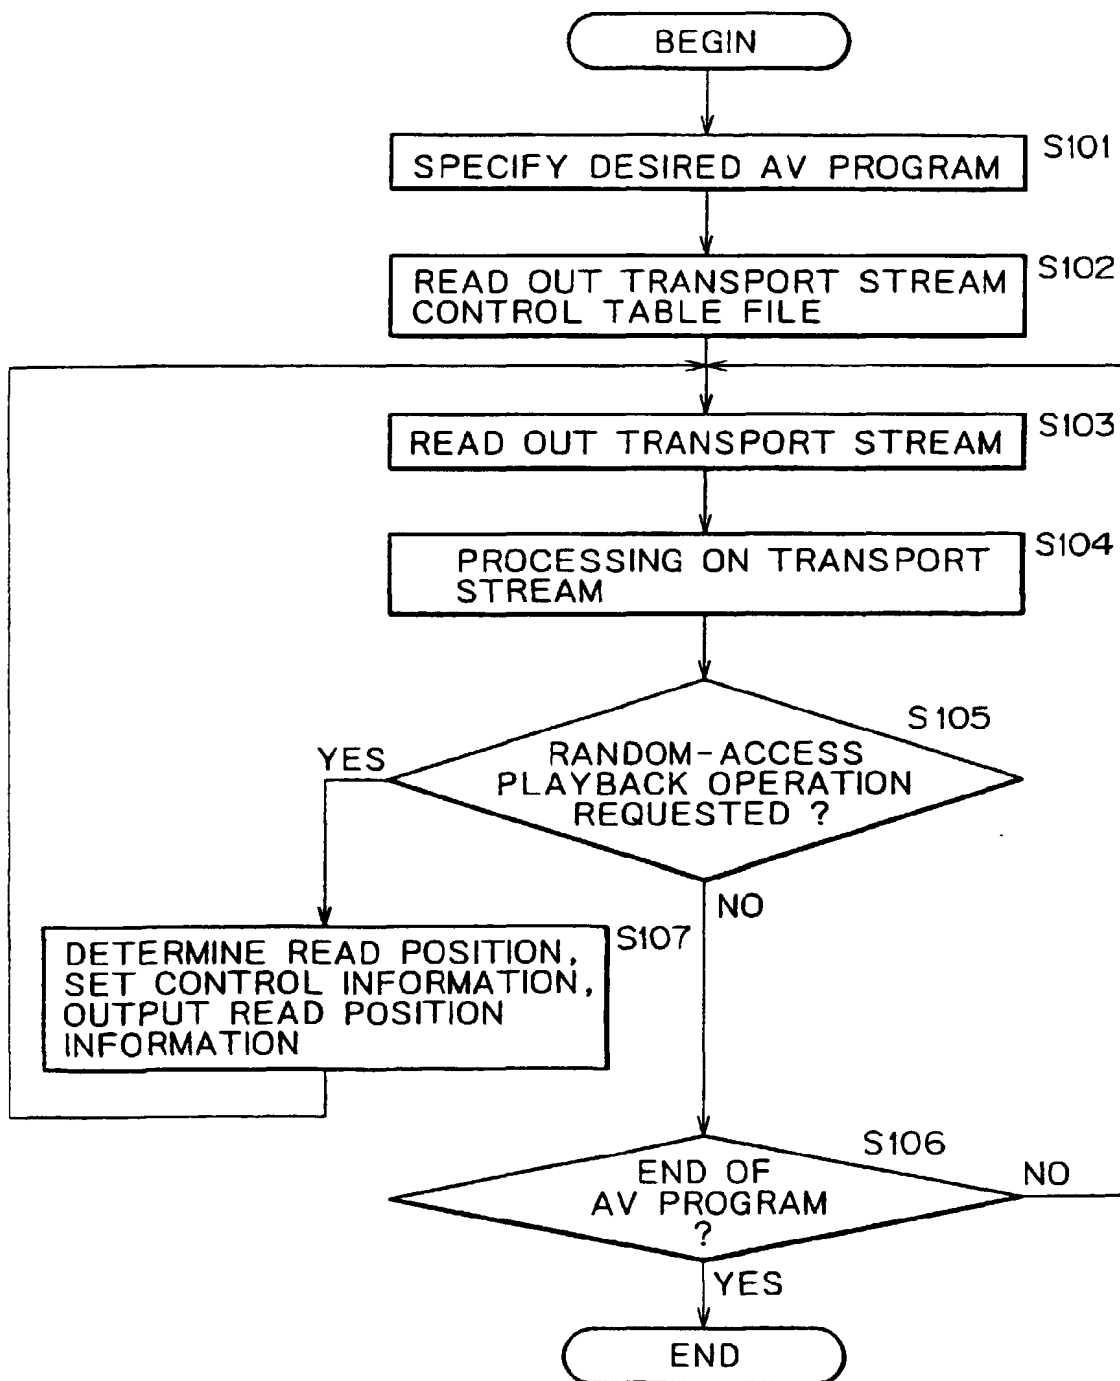 BEGIN
S101
SPECIFY DESIRED AV PROGRAM
S102
READ OUT TRANSPORT STREAM
CONTROL TABLE FILE
S103
READ OUT TRANSPORT STREAM
S104
PROCESSING ON TRANSPORT
STREAM
S105
YES
RANDOM-ACCESS
PLAYBACK OPERATION
REQUESTED ?
NO
S107
DETERMINE READ POSITION,
SET CONTROL INFORMATION,
OUTPUT READ POSITION
INFORMATION
S106
END OF
AV PROGRAM
?
NO
YES
END